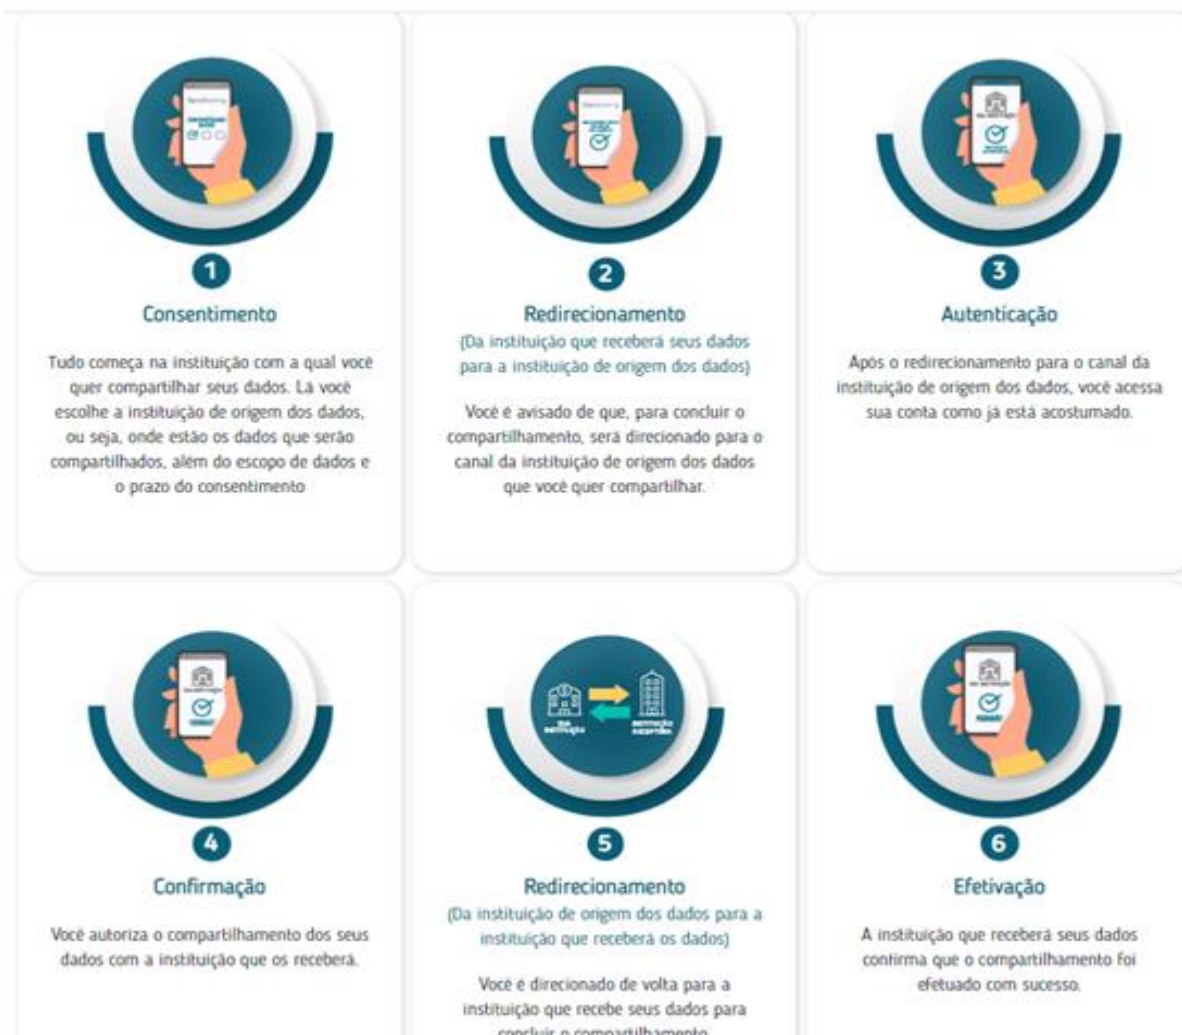 1
Consentimento
Tudo começa na instituição com a qual você
quer compartilhar seus dados. Lá você
escolhe a instituição de origem dos dados,
ou seja, onde estão os dados que serão
compartilhados, além do escopo de dados e
o prazo do consentimento
2
Redirecionamento
(Da instituição que receberá seus dados
para a instituição de origem dos dados)
Você é avisado de que, para concluir o
compartilhamento, será direcionado para o
canal da instituição de origem dos dados
que você quer compartilhar.
3
Autenticação
Após o redirecionamento para o canal da
instituição de origem dos dados, você acessa
sua conta como já está acostumado.
4
Confirmação
Você autoriza o compartilhamento dos seus
dados com a instituição que os receberá.
SUA
INSTITUIÇÃO
INSTITUIÇÃO
RECEPTORA
5
Redirecionamento
(Da instituição de origem dos dados para a
instituição que receberá os dados)
Você é direcionado de volta para a
instituição que recebe seus dados para
concluir o compartilhamento
6
Efetivação
A instituição que receberá seus dados
confirma que o compartilhamento foi
efetuado com sucesso.